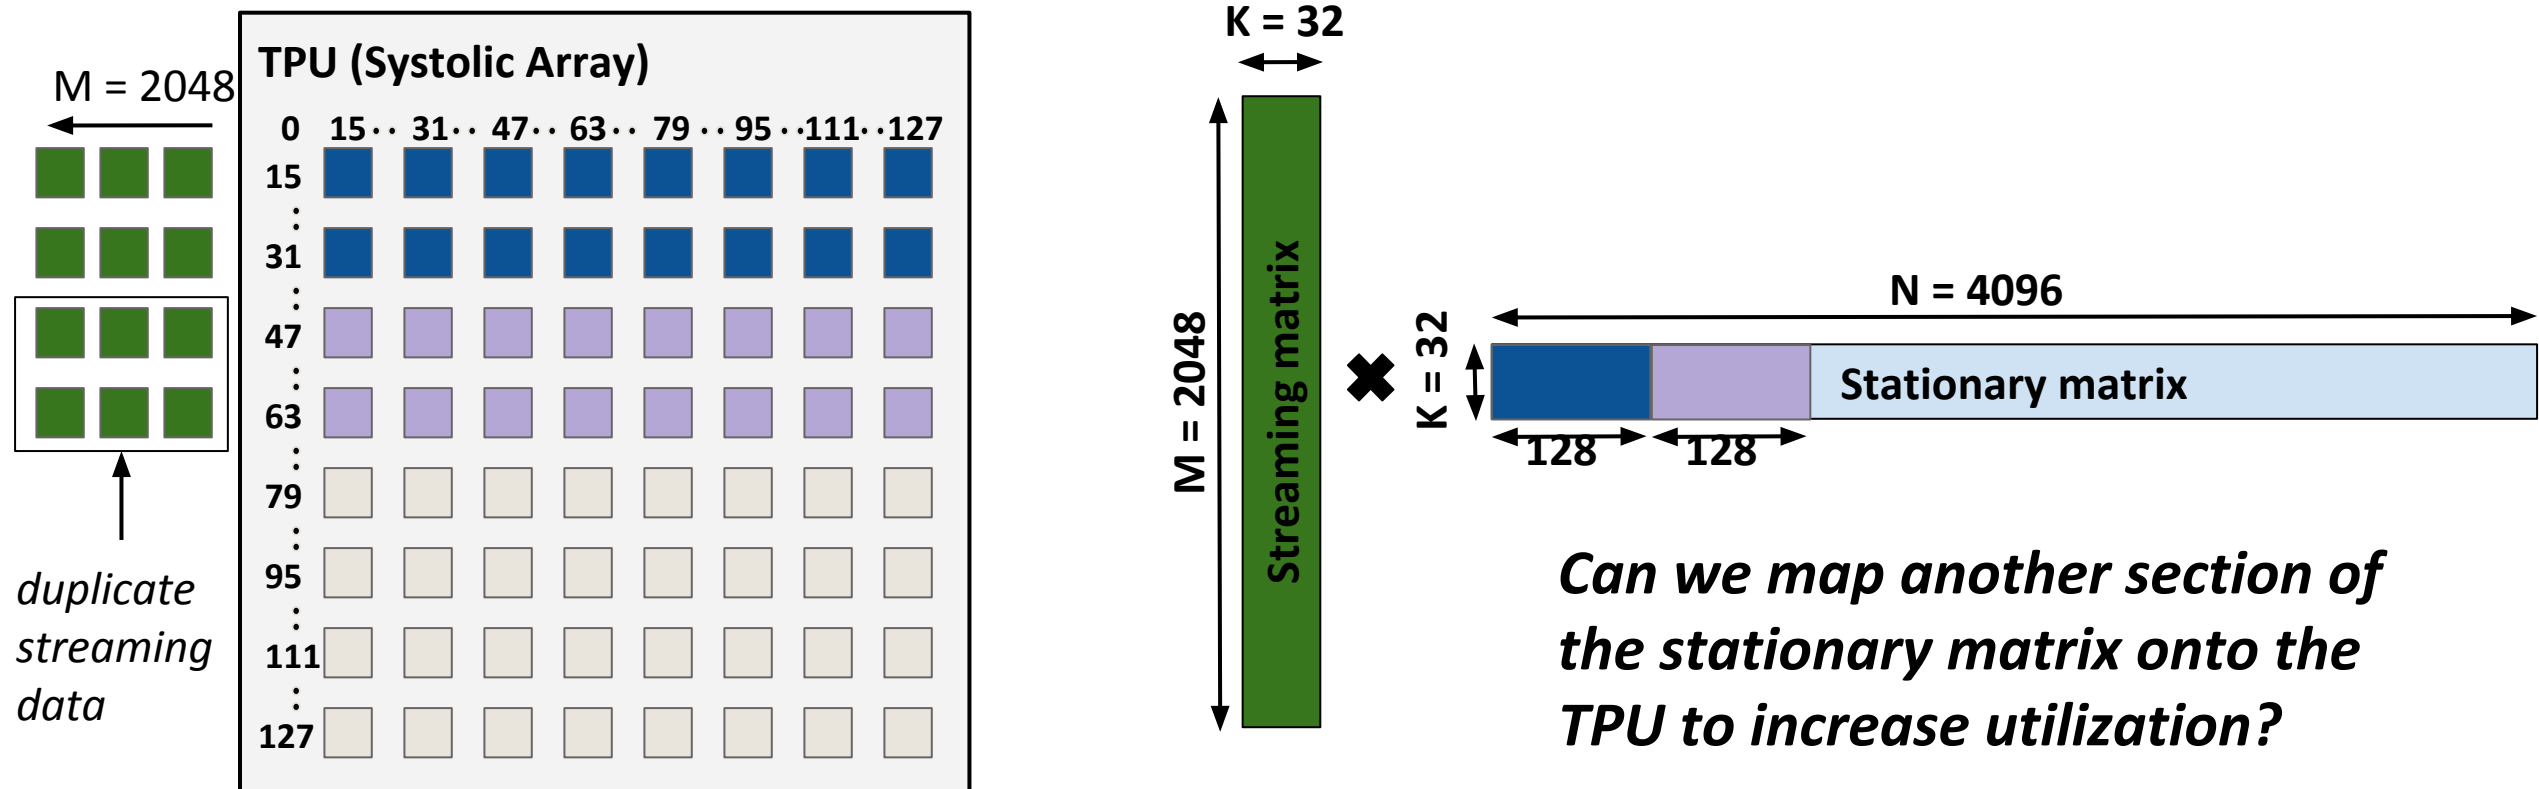 TPU (Systolic Array)
M = 2048
0 15 ·· 31 ·· 47 ·· 63 ·· 79 ·· 95 ·· 111 ·· 127
15
:
31
:
47
:
63
:
79
:
95
:
111
:
127
duplicate
streaming
data
K = 32
M = 2048
Streaming matrix
✖
K = 32
N = 4096
Stationary matrix
128 128
Can we map another section of
the stationary matrix onto the
TPU to increase utilization?